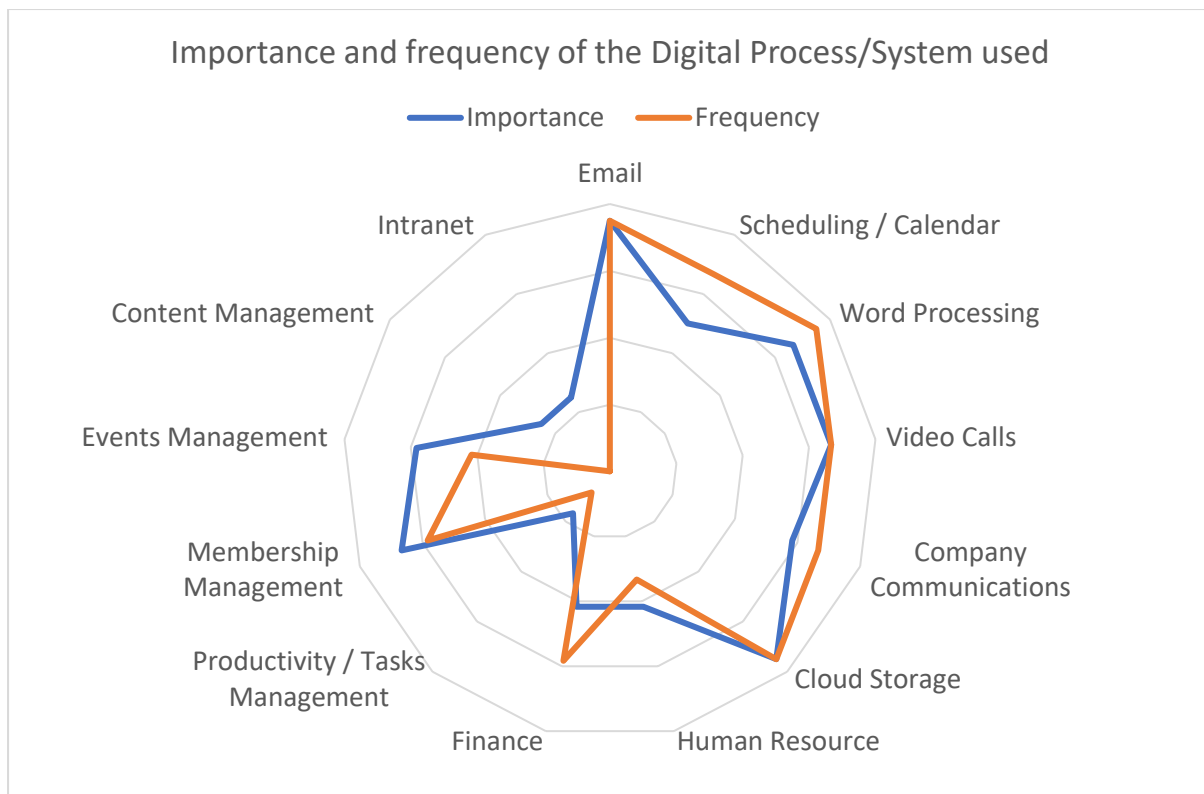 Importance and frequency of the Digital Process/System used
Importance
Frequency
Email
Scheduling / Calendar
Word Processing
Video Calls
Company
Communications
Cloud Storage
Human Resource
Finance
Productivity / Tasks
Management
Membership
Management
Events Management
Content Management
Intranet